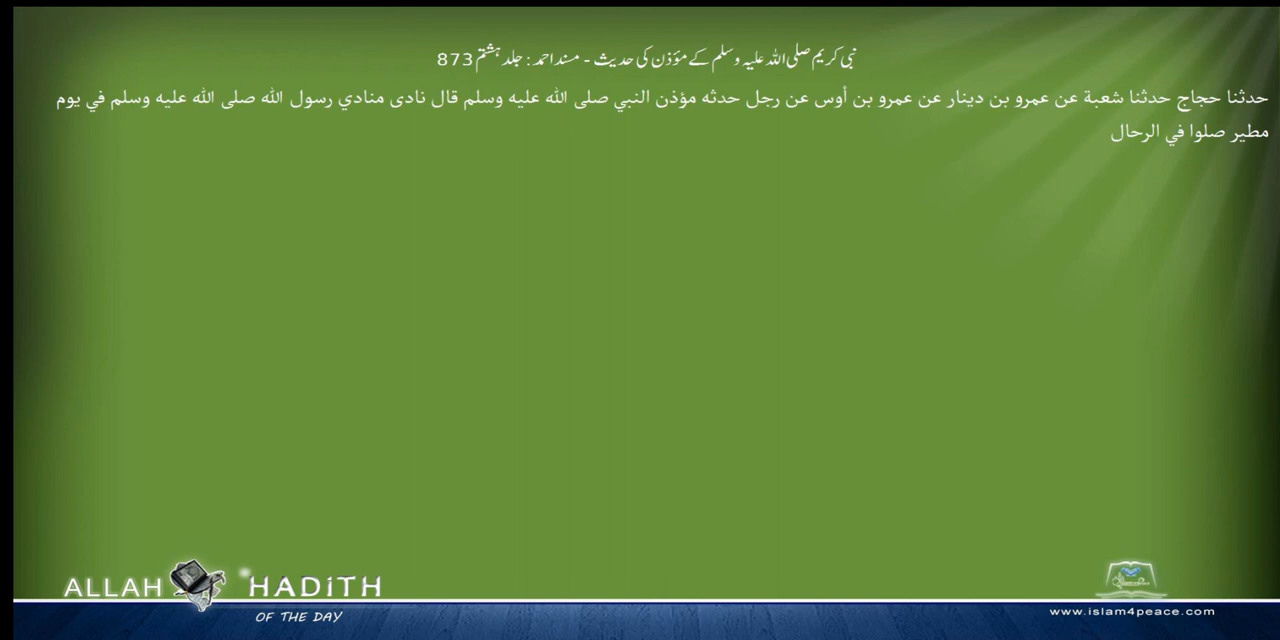 نبی کریم صلی اللہ علیہ وسلم کے مؤذن کی حدیث - مسند احمد : جلد ہشتم 873
حدثنا حجاج حدثنا شعبة عن عمرو بن دينار عن عمرو بن أوس عن رجل حدثه مؤذن النبي صلى الله عليه وسلم قال نادى منادي رسول الله صلى الله عليه وسلم في يوم
مطير صلوا في الرحال
ALLAH HADITH
OF THE DAY
www.islam4peace.com